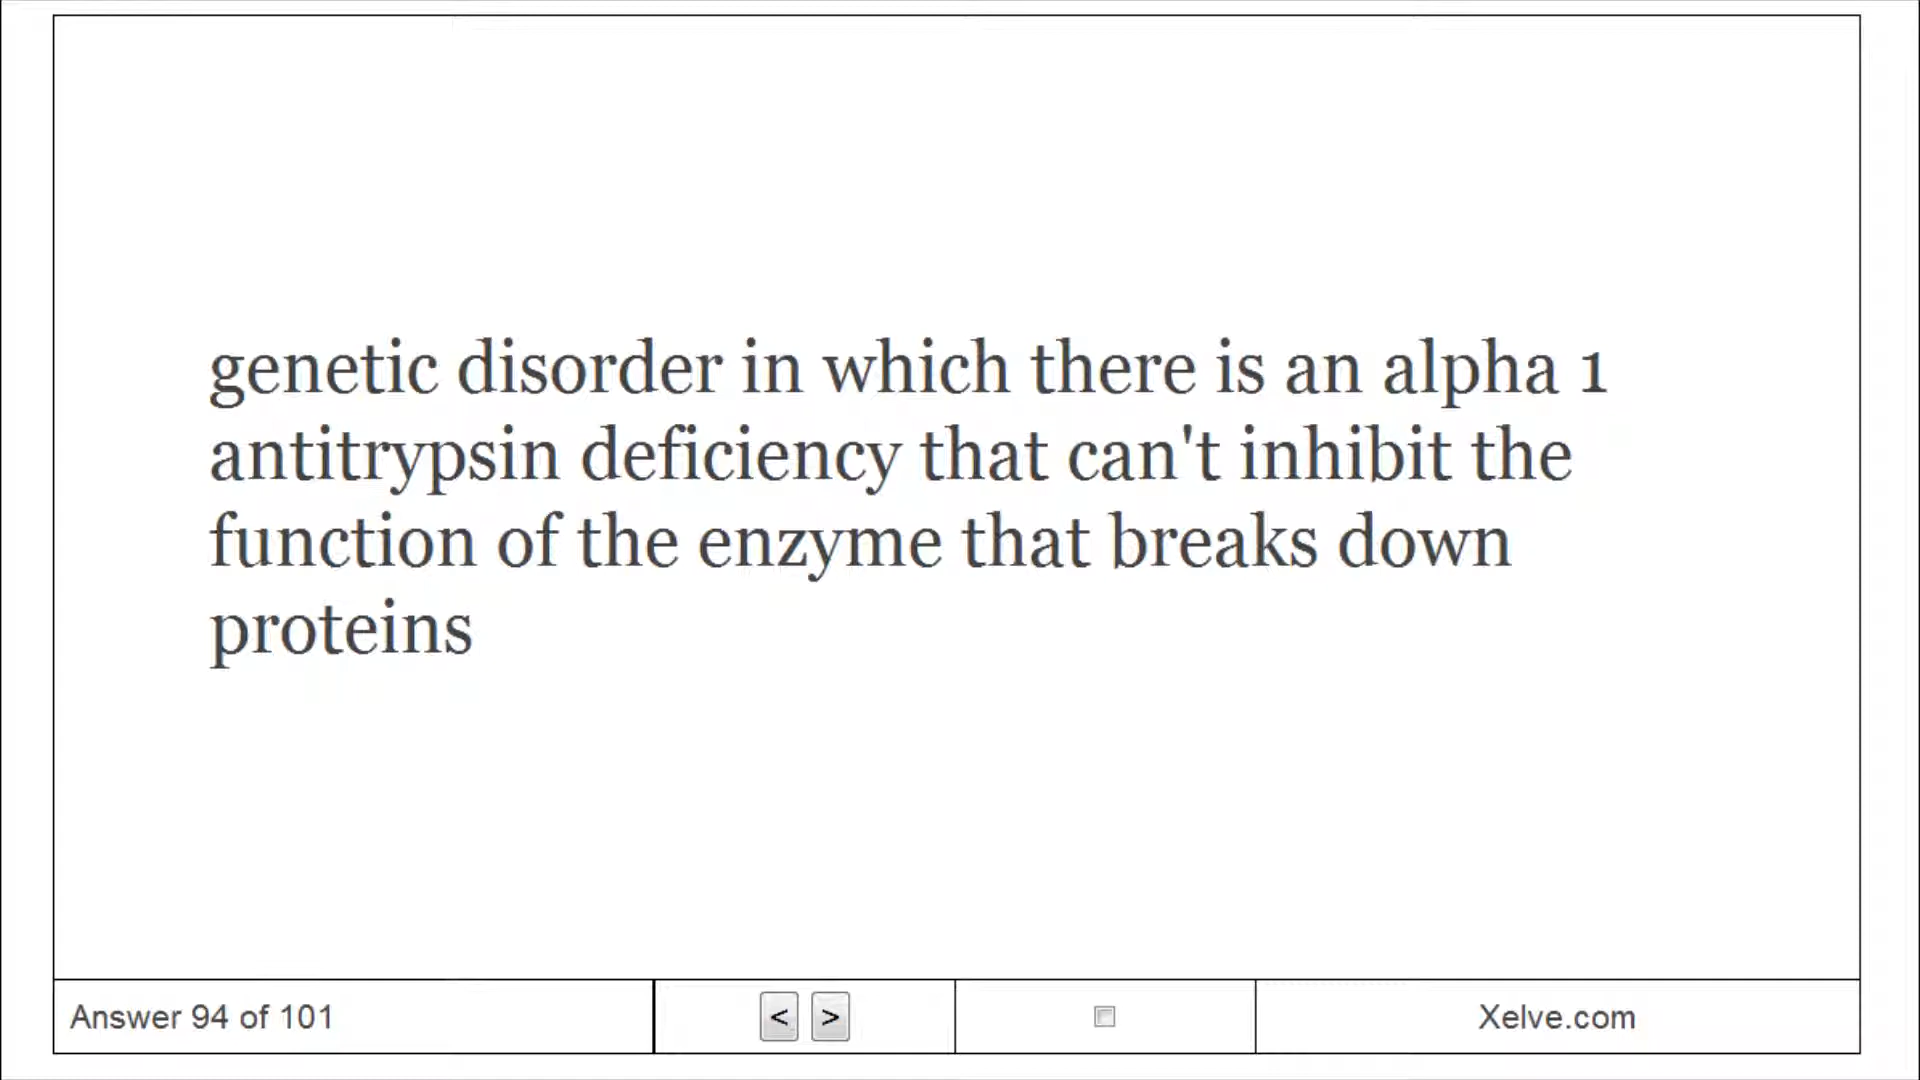 genetic disorder in which there is an alpha 1
antitrypsin deficiency that can't inhibit the
function of the enzyme that breaks down
proteins
Answer 94 of 101
< >
Xelve.com